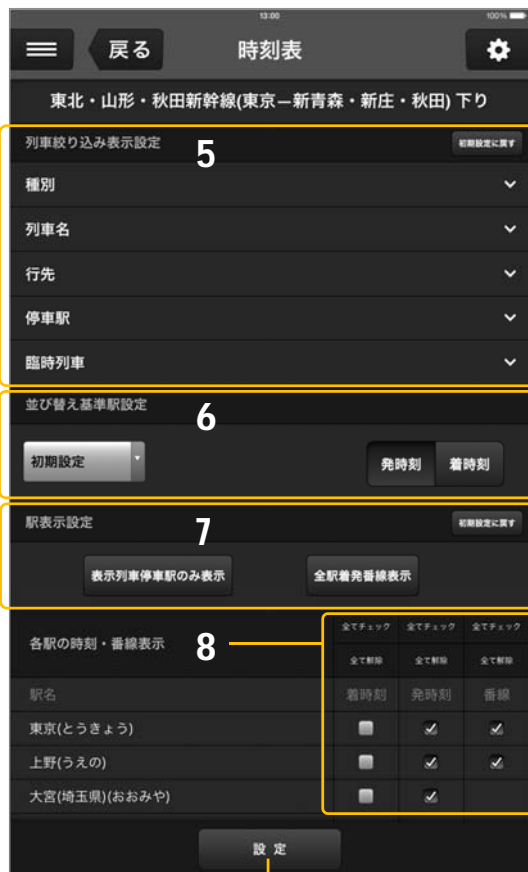 13:00 100%
戻る 時刻表
東北・山形・秋田新幹線(東京ー新青森・新庄・秋田) 下り
列車絞り込み表示設定 5 初期設定に戻す
種別
列車名
行先
停車駅
臨時列車
並び替え基準駅設定 6
初期設定 発時刻 着時刻
駅表示設定 7 初期設定に戻す
表示列車停車駅のみ表示 全駅着発番線表示
各駅の時刻・番線表示 8
全てチェック 全てチェック 全てチェック
全て解除 全て解除 全て解除
駅名 着時刻 発時刻 番線
東京(とうきょう)
上野(うえの)
大宮(埼玉県)(おおみや)
設 定